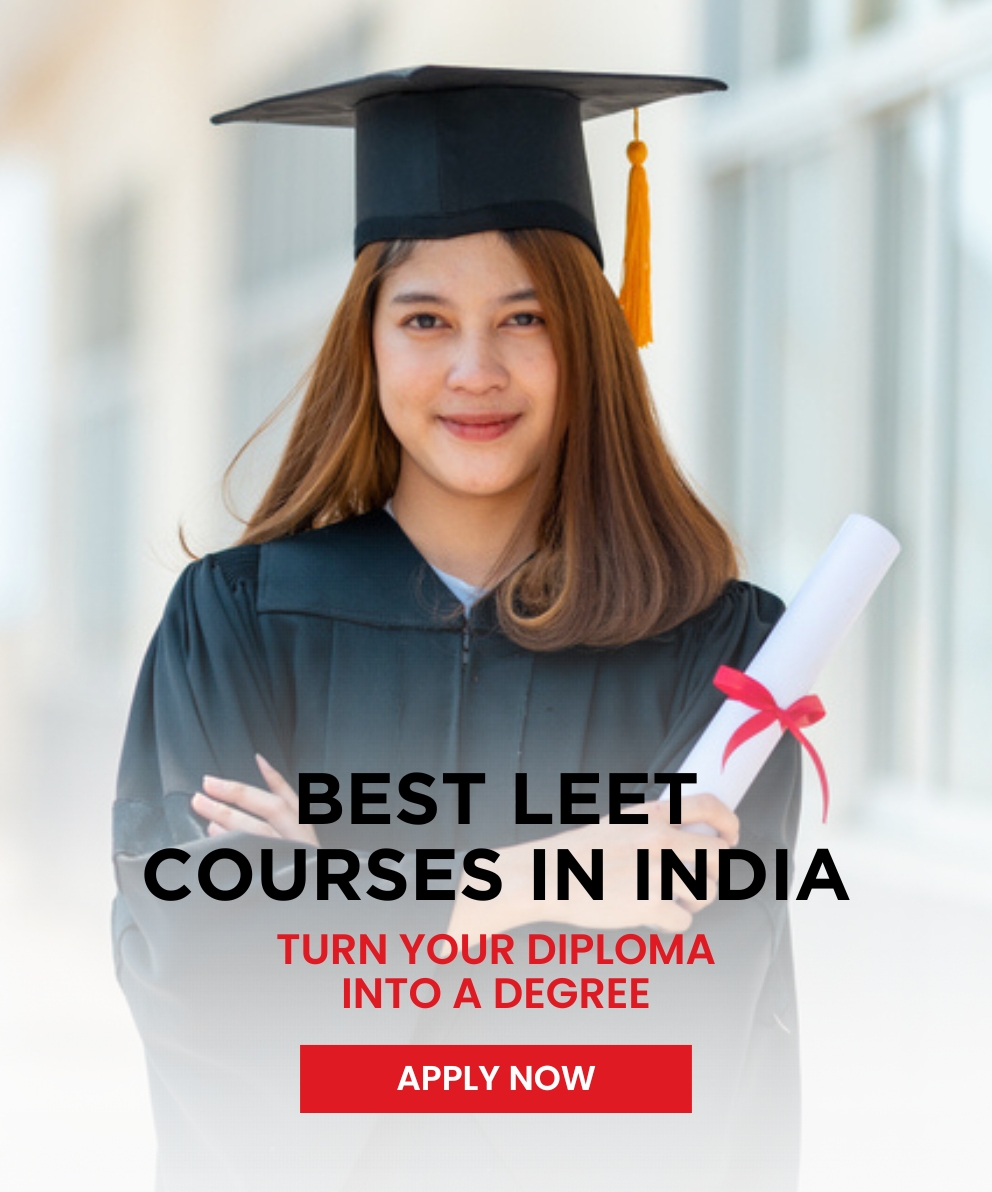 BEST LEET
COURSES IN INDIA
TURN YOUR DIPLOMA
INTO A DEGREE
APPLY NOW